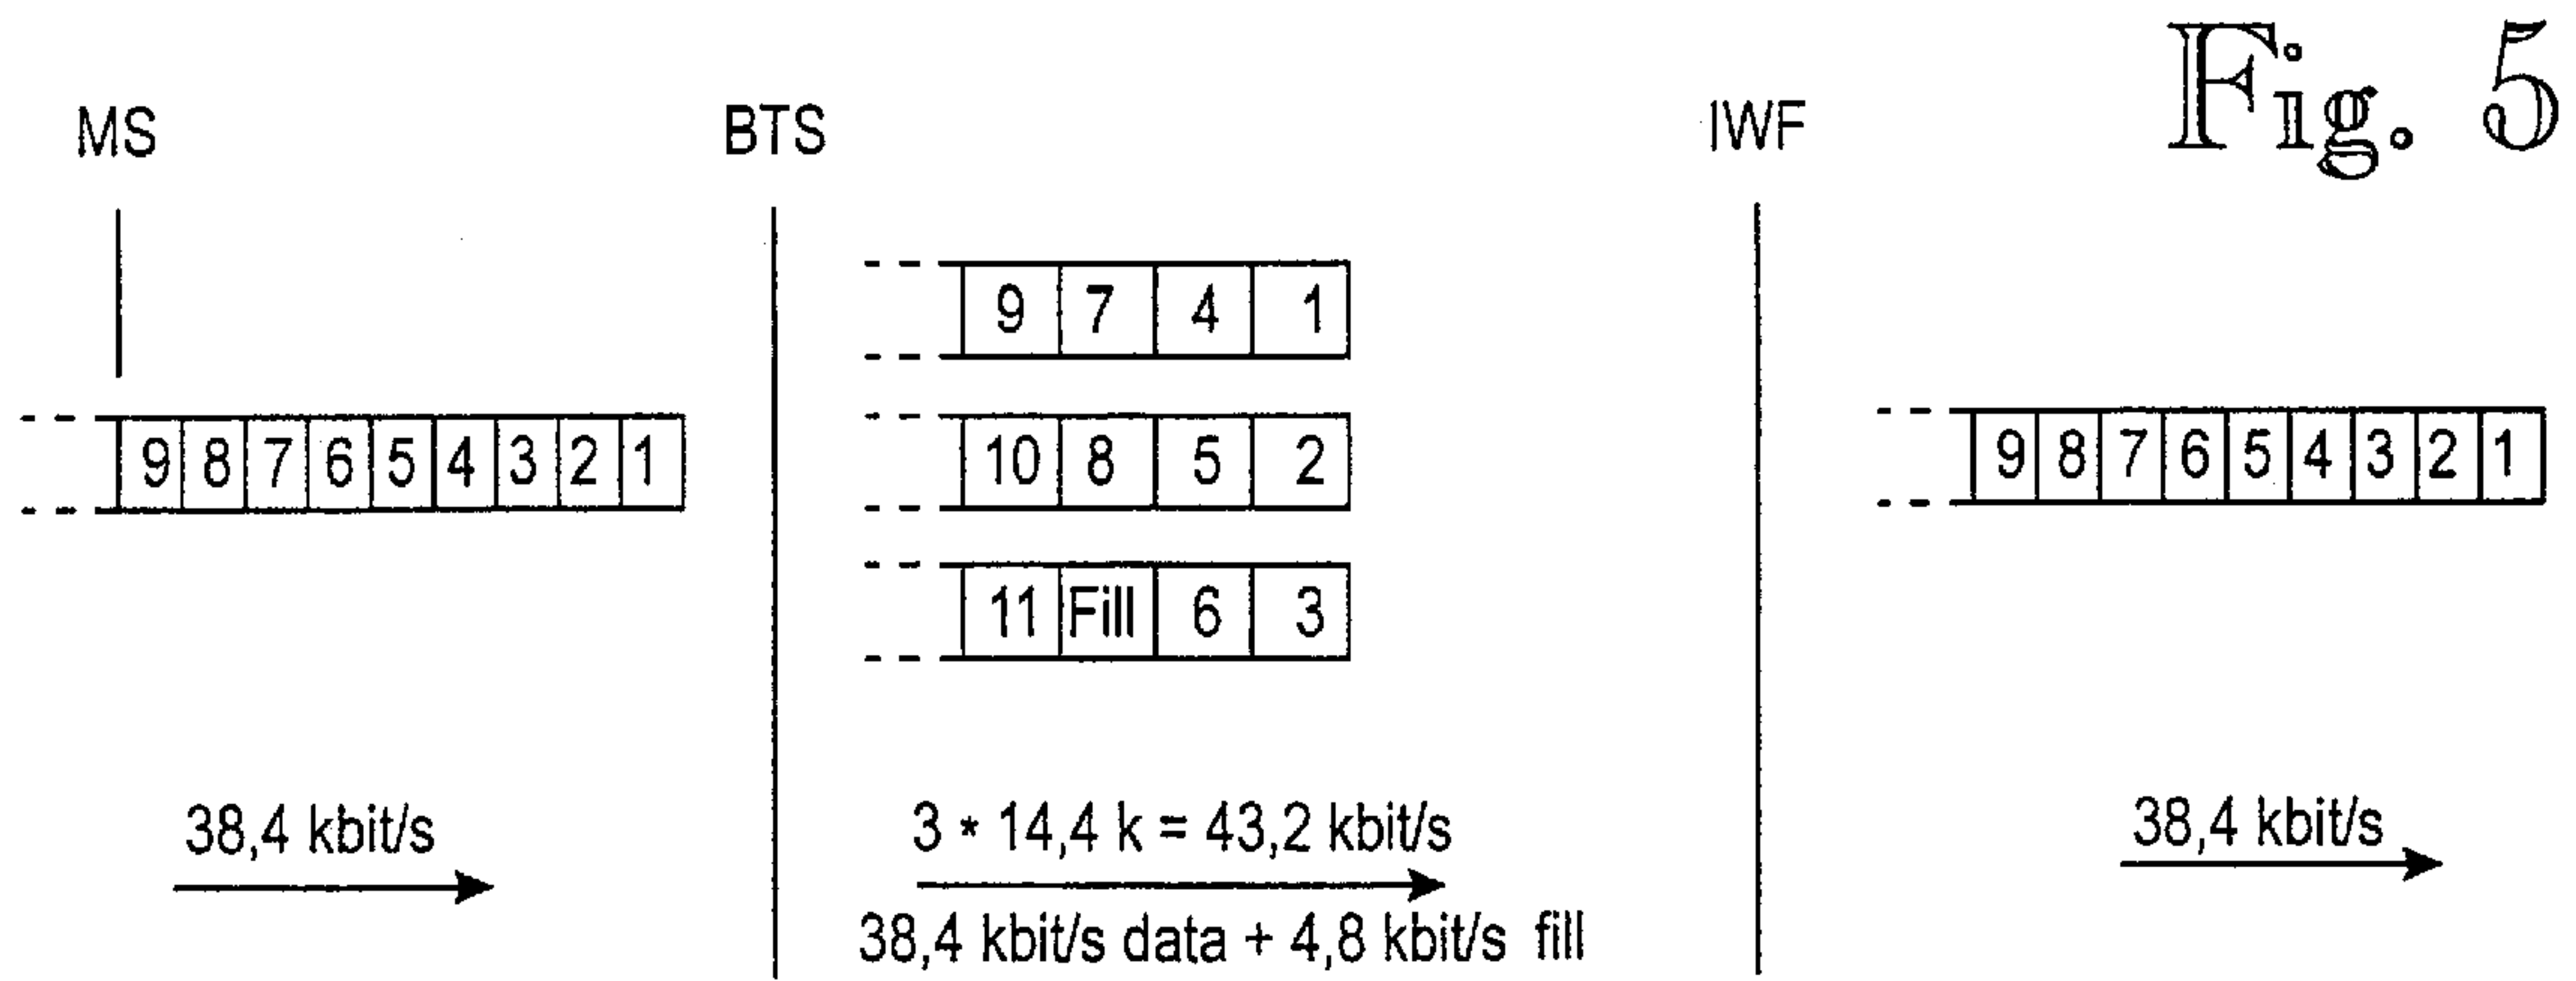 Fig. 5
MS
BTS
IWF
9 7 4 1
9 8 7 6 5 4 3 2 1
10 8 5 2
9 8 7 6 5 4 3 2 1
11 Fill 6 3
38,4 kbit/s
3 * 14,4 k = 43,2 kbit/s
38,4 kbit/s data + 4,8 kbit/s fill
38,4 kbit/s